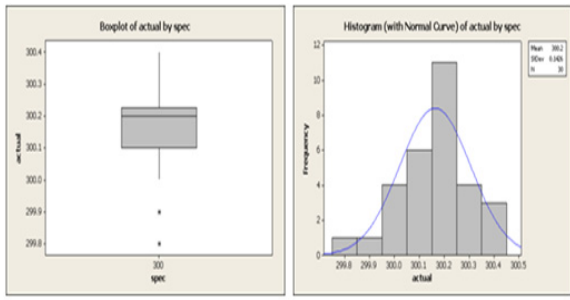 Boxplot of actual by spec
300.4
300.3
300.2
300.1
300.0
299.9
299.8
actual
300
spec
Histogram (with Normal Curve) of actual by spec
Mean 300.2
StDev 0.1426
N 30
12
10
8
6
4
2
0
Frequency
299.8 299.9 300.0 300.1 300.2 300.3 300.4 300.5
actual